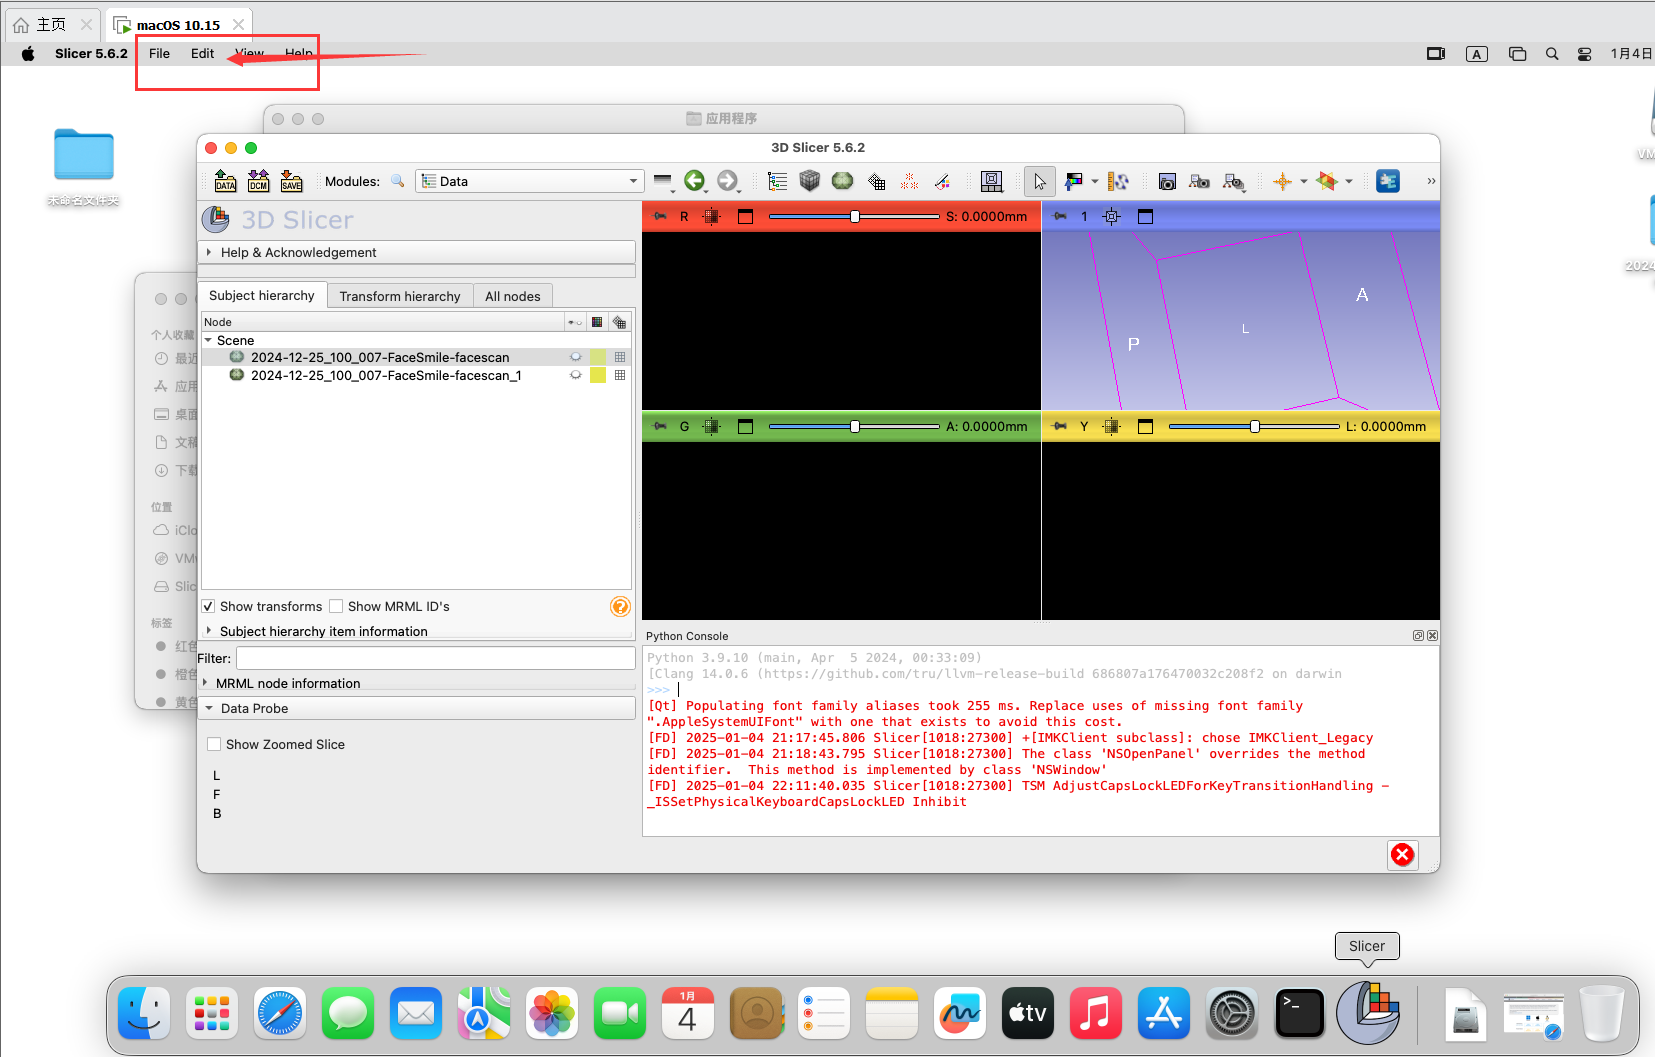 主页
macOS 10.15
Slicer 5.6.2 File Edit View Help
A
1月4日
未命名文件夹
应用程序
3D Slicer 5.6.2
DATA DCM SAVE Modules: Data
3D Slicer
Help & Acknowledgement
Subject hierarchy Transform hierarchy All nodes
Node
Scene
2024-12-25_100_007-FaceSmile-facescan
2024-12-25_100_007-FaceSmile-facescan_1
Show transforms Show MRML ID's
Subject hierarchy item information
Filter:
MRML node information
Data Probe
Show Zoomed Slice
L
F
B
R S: 0.0000mm
1
P L A
G A: 0.0000mm
Y L: 0.0000mm
Python Console
Python 3.9.10 (main, Apr  5 2024, 00:33:09)
[Clang 14.0.6 (https://github.com/tru/llvm-release-build 686807a176470032c208f2 on darwin
>>>
[Qt] Populating font family aliases took 255 ms. Replace uses of missing font family
".AppleSystemUIFont" with one that exists to avoid this cost.
[FD] 2025-01-04 21:17:45.806 Slicer[1018:27300] +[IMKClient subclass]: chose IMKClient_Legacy
[FD] 2025-01-04 21:18:43.795 Slicer[1018:27300] The class 'NSOpenPanel' overrides the method
identifier.  This method is implemented by class 'NSWindow'
[FD] 2025-01-04 22:11:40.035 Slicer[1018:27300] TSM AdjustCapsLockLEDForKeyTransitionHandling -
_ISSetPhysicalKeyboardCapsLockLED Inhibit
个人收藏
最近
应用
桌面
文稿
下载
位置
iClo
VM
Slic
标签
红色
橙色
黄色
VM
2024
Slicer
1月
4
tv
>_